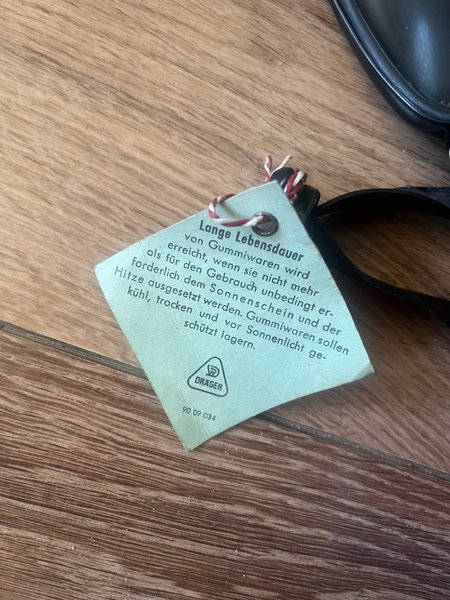 Lange Lebensdauer
von Gummiwaren wird
erreicht, wenn sie nicht mehr
als für den Gebrauch unbedingt er-
forderlich dem Sonnenschein und der
Hitze ausgesetzt werden. Gummiwaren sollen
kühl, trocken und vor Sonnenlicht ge-
schützt lagern.
DRÄGER
90 09 034